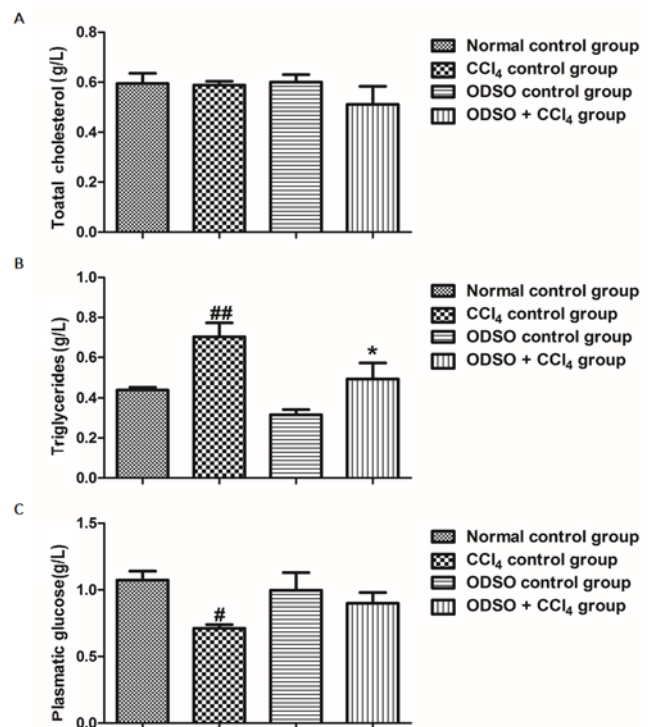 A
Toatal cholesterol (g/L)
0.8
0.6
0.4
0.2
0.0
Normal control group
CCl₄ control group
ODSO control group
ODSO + CCl₄ group
B
Triglycerides (g/L)
1.0
0.8
0.6
0.4
0.2
0.0
##
*
Normal control group
CCl₄ control group
ODSO control group
ODSO + CCl₄ group
C
Plasmatic glucose(g/L)
1.5
1.0
0.5
0.0
#
Normal control group
CCl₄ control group
ODSO control group
ODSO + CCl₄ group